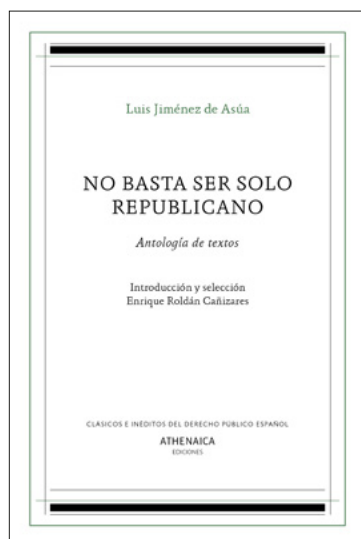 Luis Jiménez de Asúa
NO BASTA SER SOLO
REPUBLICANO
Antología de textos
Introducción y selección
Enrique Roldán Cañizares
CLÁSICOS E INÉDITOS DEL DERECHO PÚBLICO ESPAÑOL
ATHENAICA
EDICIONES